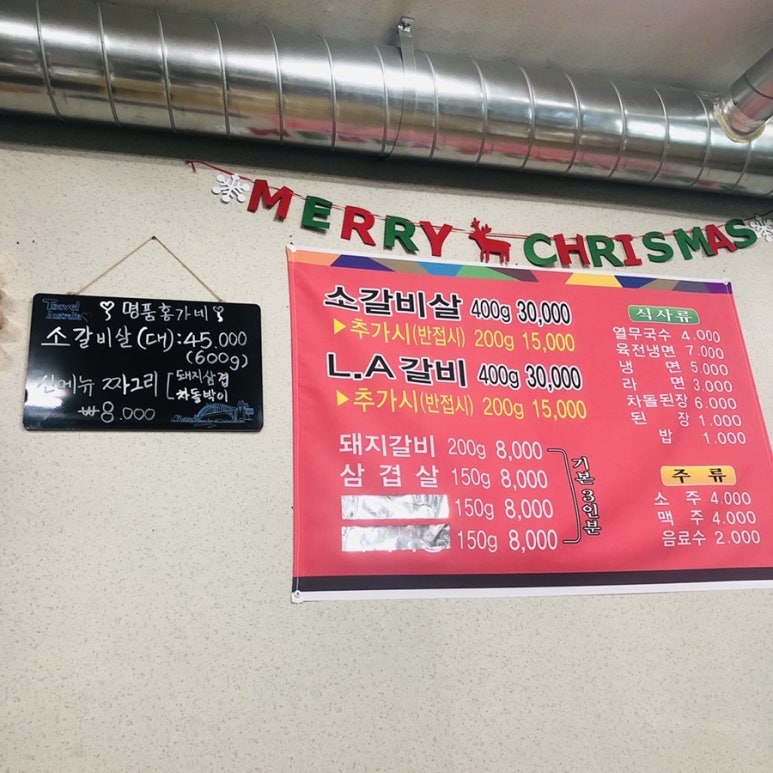 MERRY CHRISMAS
Travel
Australia
명품홍가네
소갈비살(대):45.000
(600g)
신메뉴 짜그리 [돼지삼겹
차돌박이
₩8.000
소갈비살 400g 30,000
▶추가시(반접시) 200g 15,000
L.A갈비 400g 30,000
▶추가시(반접시) 200g 15,000
돼지갈비 200g 8,000
삼겹살 150g 8,000
150g 8,000
150g 8,000
기본3인분
식사류
열무국수 4.000
육전냉면 7.000
냉면 5.000
라면 3.000
차돌된장 6.000
된장 1.000
밥 1.000
주류
소주 4.000
맥주 4.000
음료수 2.000